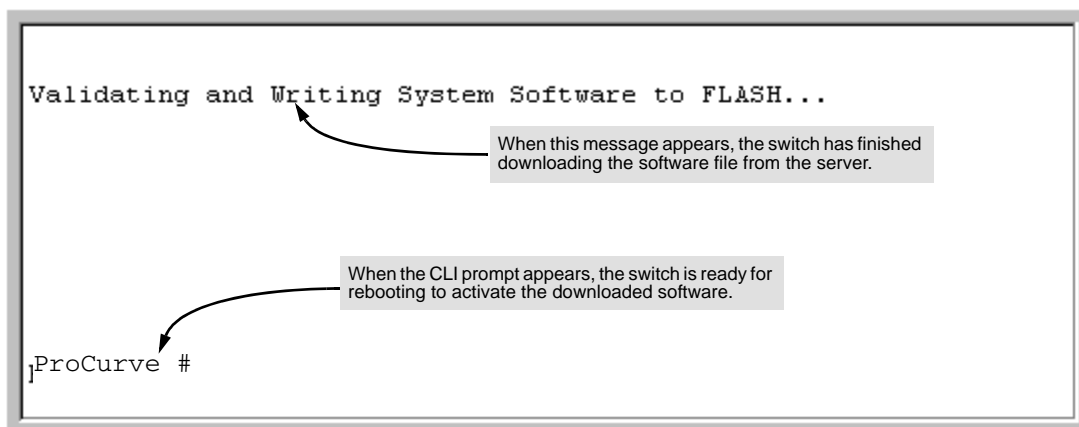 Validating and Writing System Software to FLASH...
When this message appears, the switch has finished
downloading the software file from the server.
When the CLI prompt appears, the switch is ready for
rebooting to activate the downloaded software.
]ProCurve #